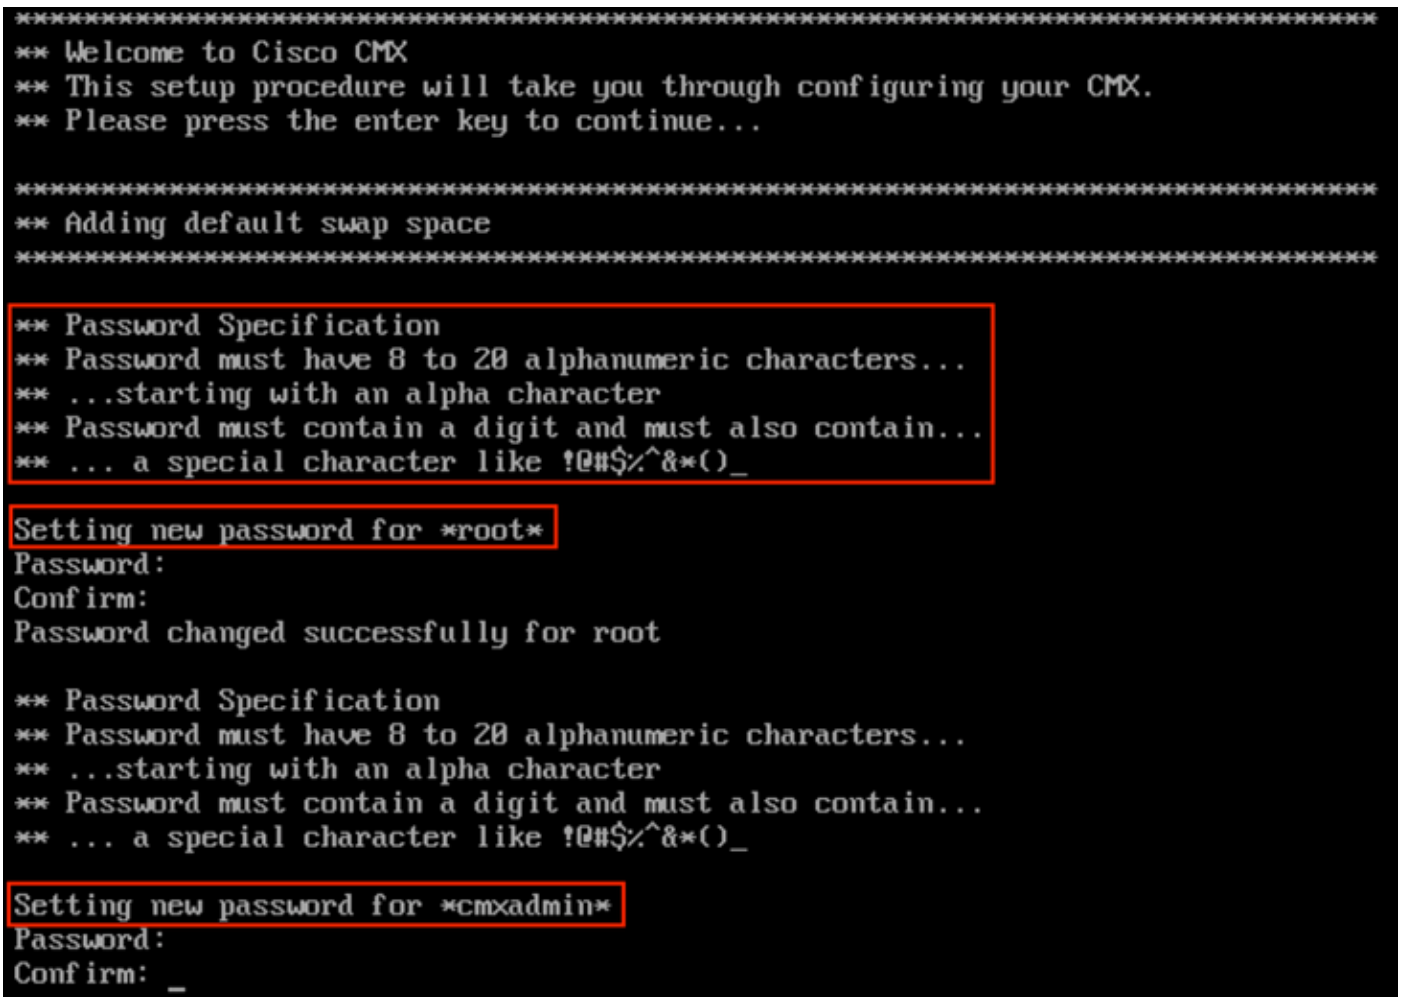 ********************************************************************************
** Welcome to Cisco CMX
** This setup procedure will take you through configuring your CMX.
** Please press the enter key to continue...
********************************************************************************
** Adding default swap space
********************************************************************************
** Password Specification
** Password must have 8 to 20 alphanumeric characters...
** ...starting with an alpha character
** Password must contain a digit and must also contain...
** ... a special character like !@#$%^&*()_
Setting new password for *root*
Password:
Confirm:
Password changed successfully for root
** Password Specification
** Password must have 8 to 20 alphanumeric characters...
** ...starting with an alpha character
** Password must contain a digit and must also contain...
** ... a special character like !@#$%^&*()_
Setting new password for *cmxadmin*
Password:
Confirm: _